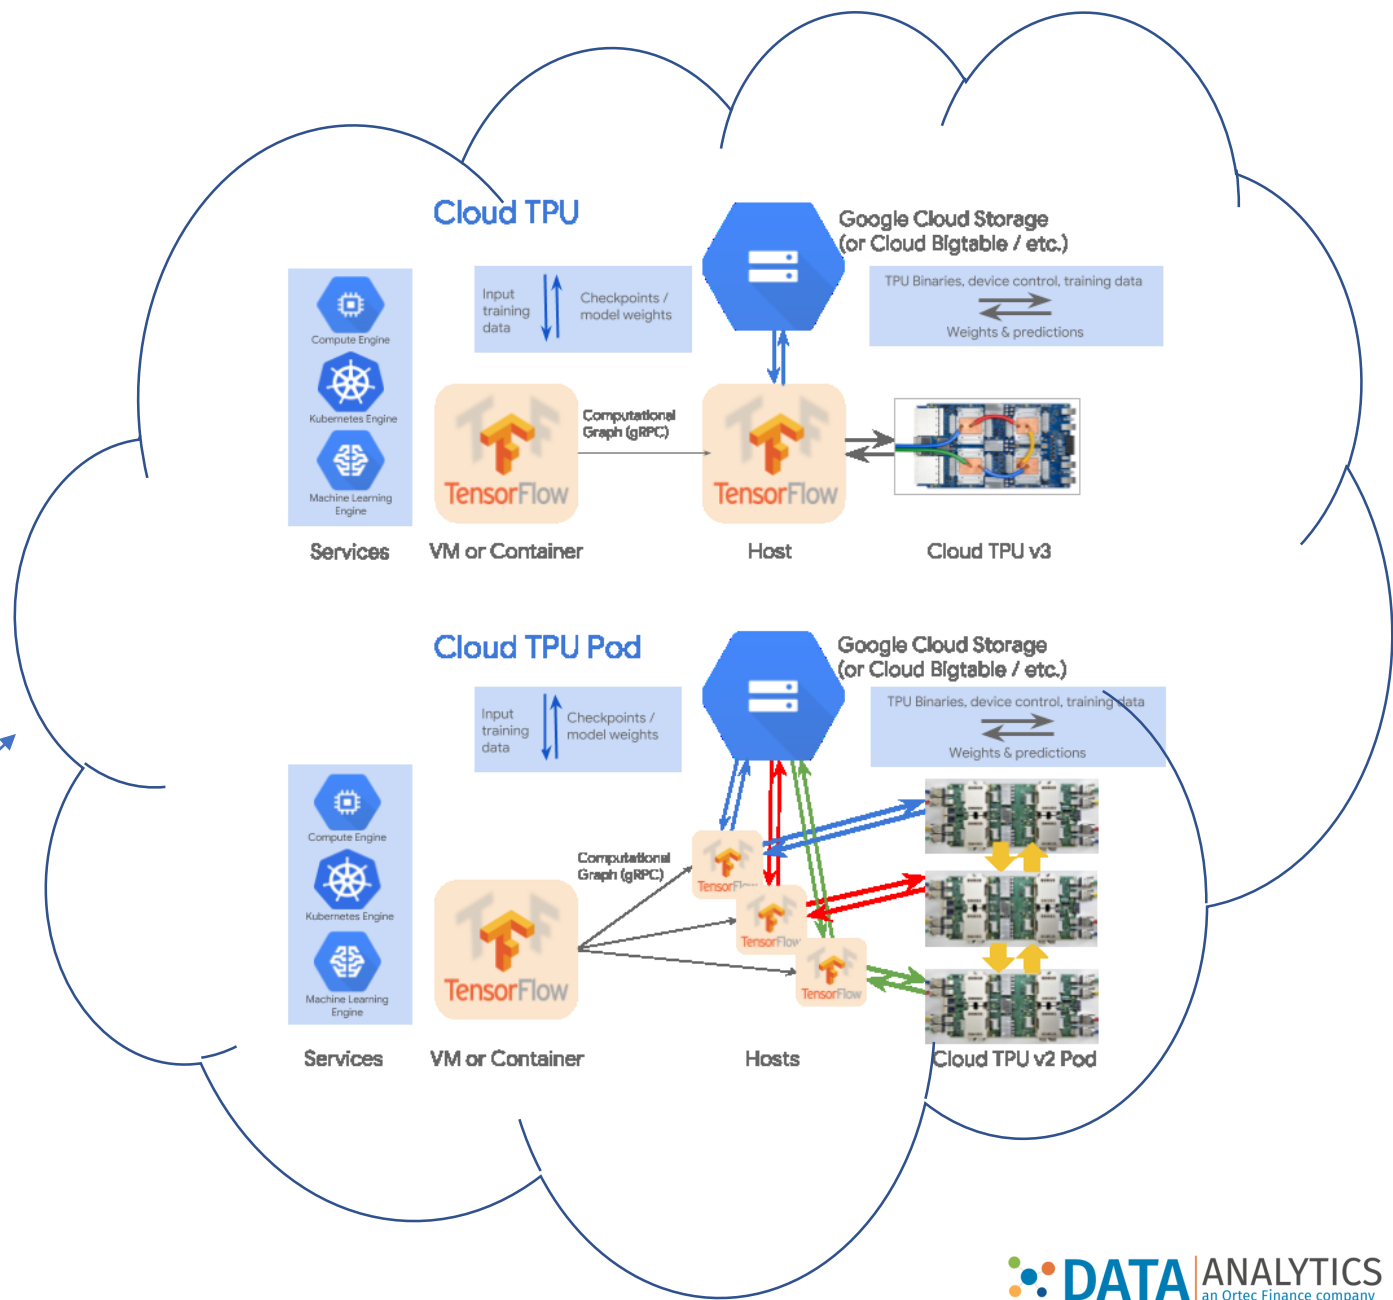 Cloud TPU
Google Cloud Storage
(or Cloud Bigtable / etc.)
Input
training
data
Checkpoints /
model weights
TPU Binaries, device control, training data
Weights & predictions
Compute Engine
Kubernetes Engine
Machine Learning
Engine
Computational
Graph (gRPC)
TensorFlow
TensorFlow
Services
VM or Container
Host
Cloud TPU v3
Cloud TPU Pod
Google Cloud Storage
(or Cloud Bigtable / etc.)
Input
training
data
Checkpoints /
model weights
TPU Binaries, device control, training data
Weights & predictions
Compute Engine
Kubernetes Engine
Machine Learning
Engine
Computational
Graph (gRPC)
TensorFlow
TensorFlow
TensorFlow
TensorFlow
Services
VM or Container
Hosts
Cloud TPU v2 Pod
DATA ANALYTICS
an Ortec Finance company